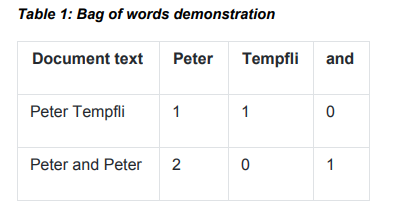 Table 1: Bag of words demonstration
Document text Peter Tempfli and
Peter Tempfli 1 1 0
Peter and Peter 2 0 1